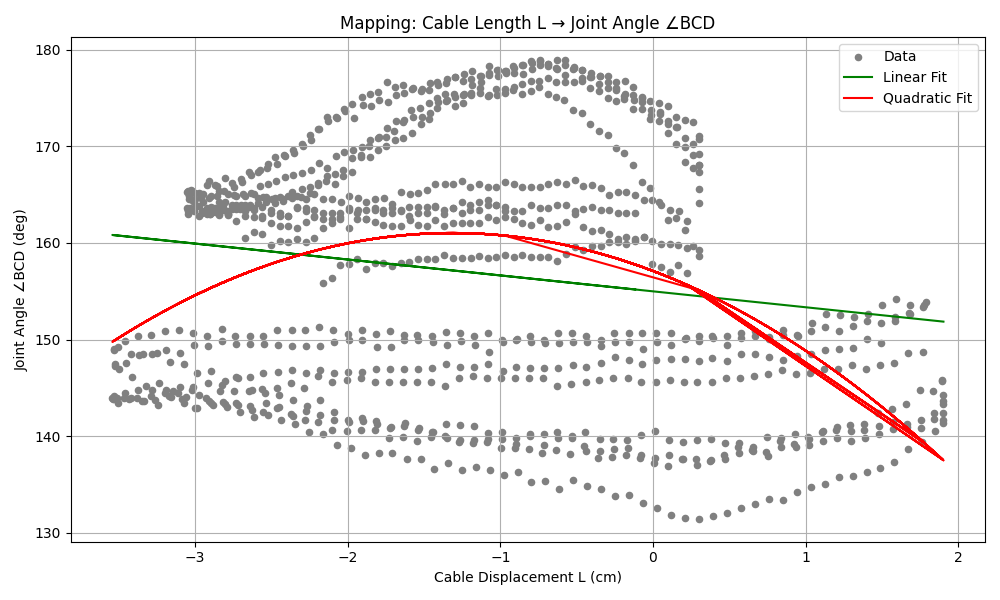 Mapping: Cable Length L → Joint Angle ∠BCD
Data
Linear Fit
Quadratic Fit
Joint Angle ∠BCD (deg)
180
170
160
150
140
130
−3
−2
−1
0
1
2
Cable Displacement L (cm)